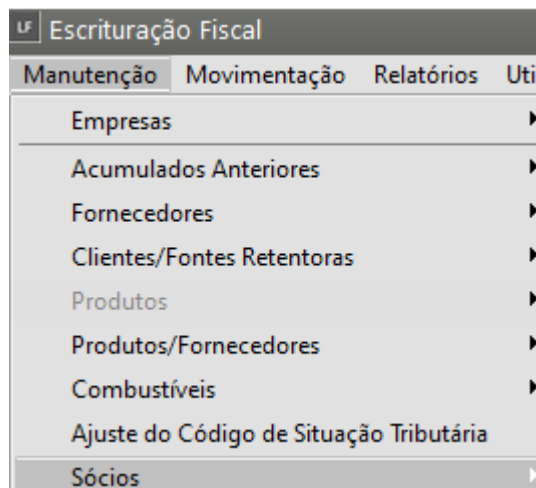 LF Escrituração Fiscal
Manutenção Movimentação Relatórios Uti
Empresas
Acumulados Anteriores
Fornecedores
Clientes/Fontes Retentoras
Produtos
Produtos/Fornecedores
Combustíveis
Ajuste do Código de Situação Tributária
Sócios